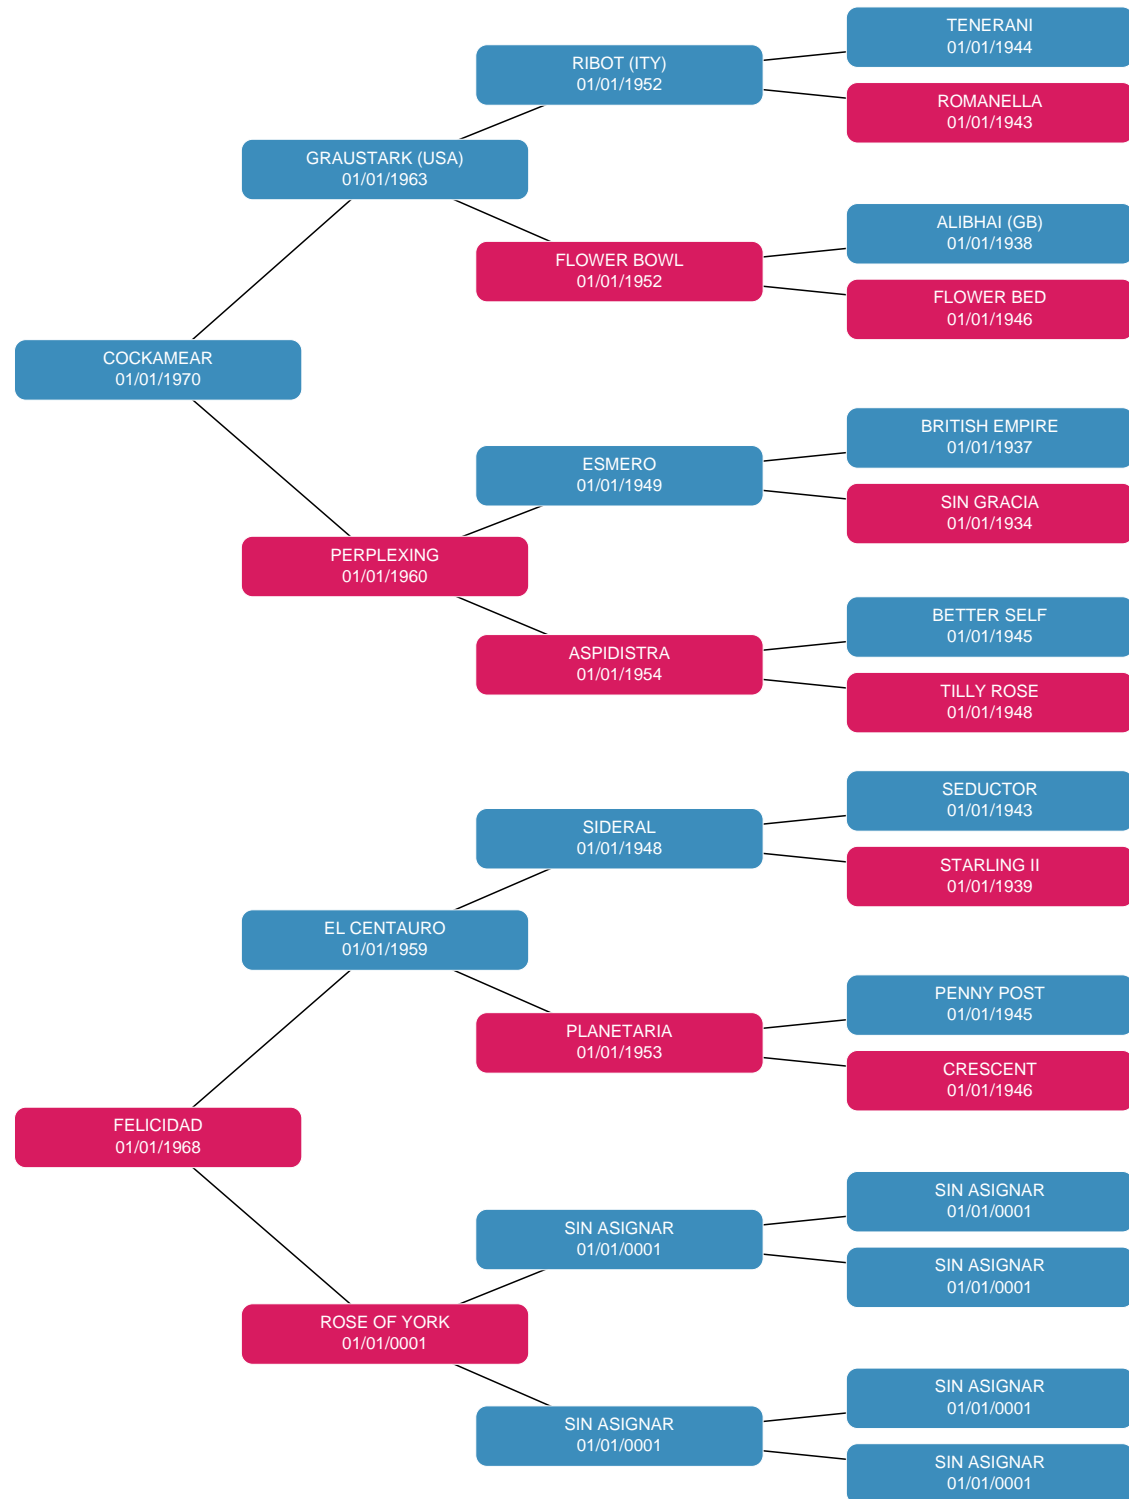 TENERANI
01/01/1944
RIBOT (ITY)
01/01/1952
ROMANELLA
01/01/1943
GRAUSTARK (USA)
01/01/1963
ALIBHAI (GB)
01/01/1938
FLOWER BOWL
01/01/1952
FLOWER BED
01/01/1946
COCKAMEAR
01/01/1970
BRITISH EMPIRE
01/01/1937
ESMERO
01/01/1949
SIN GRACIA
01/01/1934
PERPLEXING
01/01/1960
BETTER SELF
01/01/1945
ASPIDISTRA
01/01/1954
TILLY ROSE
01/01/1948
SEDUCTOR
01/01/1943
SIDERAL
01/01/1948
STARLING II
01/01/1939
EL CENTAURO
01/01/1959
PENNY POST
01/01/1945
PLANETARIA
01/01/1953
CRESCENT
01/01/1946
FELICIDAD
01/01/1968
SIN ASIGNAR
01/01/0001
SIN ASIGNAR
01/01/0001
SIN ASIGNAR
01/01/0001
ROSE OF YORK
01/01/0001
SIN ASIGNAR
01/01/0001
SIN ASIGNAR
01/01/0001
SIN ASIGNAR
01/01/0001